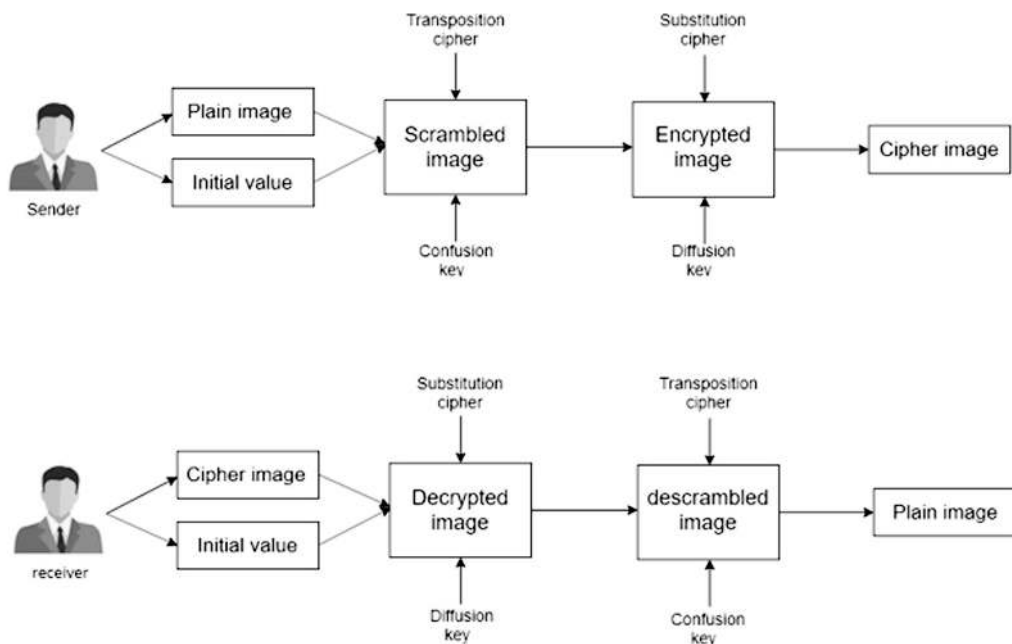 Transposition
cipher
Substitution
cipher
Plain image
Initial value
Scrambled
image
Encrypted
image
Cipher image
Sender
Confusion
key
Diffusion
key
Substitution
cipher
Transposition
cipher
Cipher image
Initial value
Decrypted
image
descrambled
image
Plain image
receiver
Diffusion
key
Confusion
key